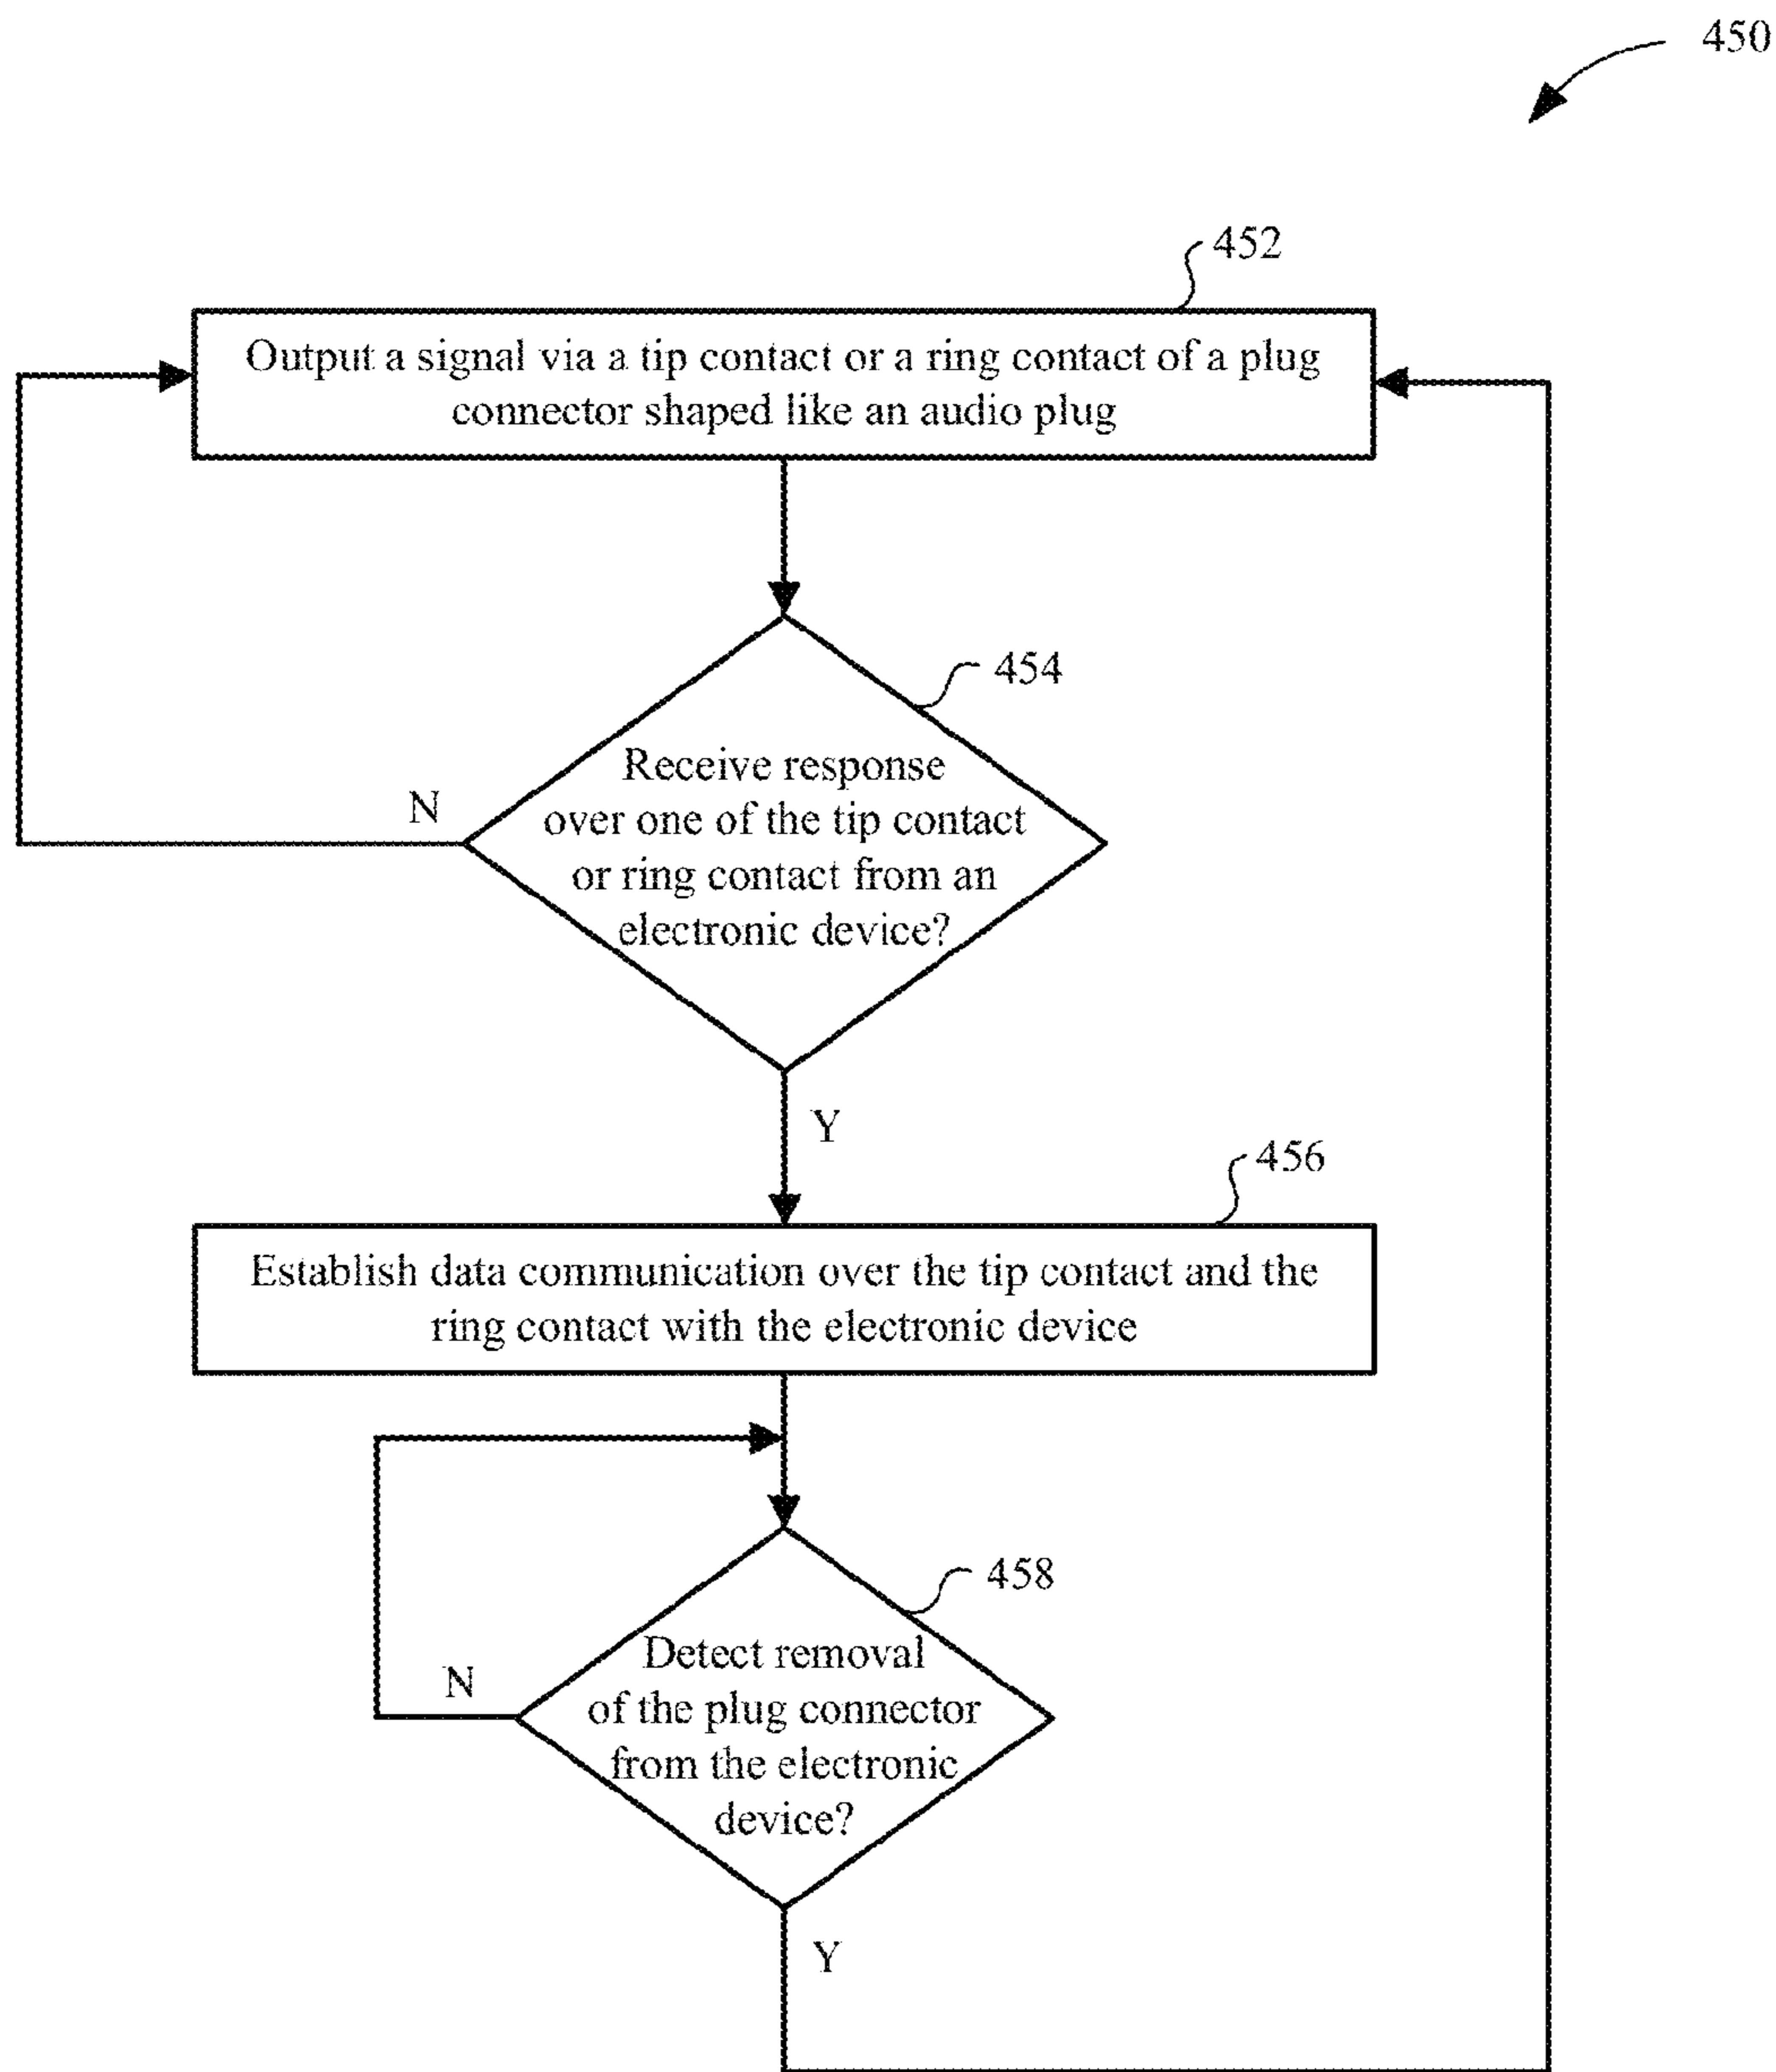 450
452
Output a signal via a tip contact or a ring contact of a plug
connector shaped like an audio plug
454
Receive response
over one of the tip contact
or ring contact from an
electronic device?
N
Y
456
Establish data communication over the tip contact and the
ring contact with the electronic device
458
Detect removal
of the plug connector
from the electronic
device?
N
Y